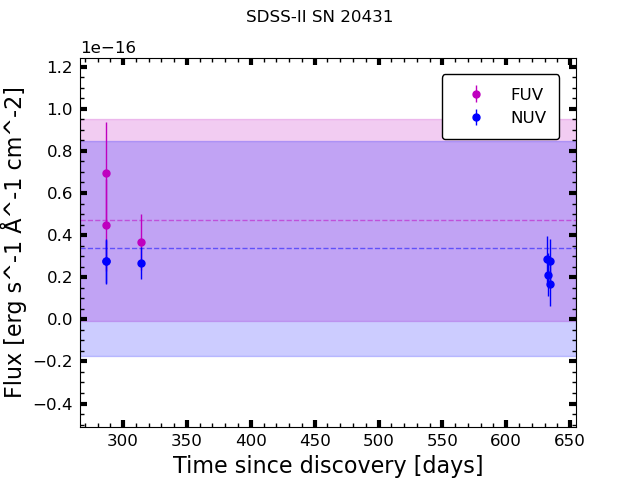 SDSS-II SN 20431
1e−16
FUV
NUV
1.2
1.0
0.8
0.6
0.4
0.2
0.0
−0.2
−0.4
Flux [erg s^-1 Å^-1 cm^-2]
300 350 400 450 500 550 600 650
Time since discovery [days]